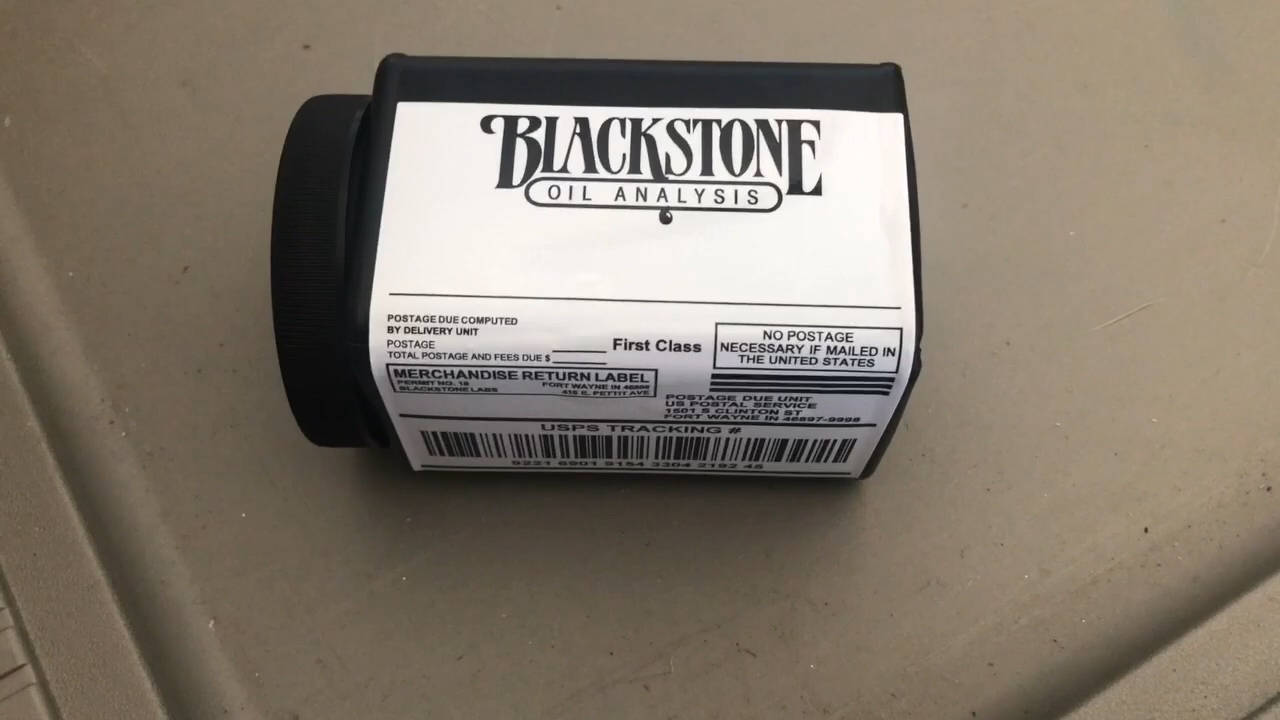 BLACKSTONE
OIL ANALYSIS
POSTAGE DUE COMPUTED
BY DELIVERY UNIT
POSTAGE
TOTAL POSTAGE AND FEES DUE $
First Class
NO POSTAGE
NECESSARY IF MAILED IN
THE UNITED STATES
MERCHANDISE RETURN LABEL
PERMIT NO. 18 FORT WAYNE IN 46896
BLACKSTONE LABS 416 E. PETTIT AVE
POSTAGE DUE UNIT
US POSTAL SERVICE
1501 S CLINTON ST
FORT WAYNE IN 46897-9998
USPS TRACKING #
9221 6901 9154 3304 2192 45